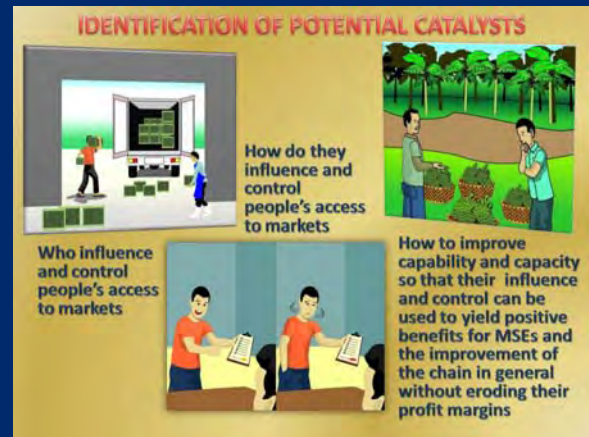 IDENTIFICATION OF POTENTIAL CATALYSTS
How do they
influence and
control
people's access
to markets
Who influence
and control
people's access
to markets
How to improve
capability and capacity
so that their influence
and control can be
used to yield positive
benefits for MSEs and
the improvement of
the chain in general
without eroding their
profit margins